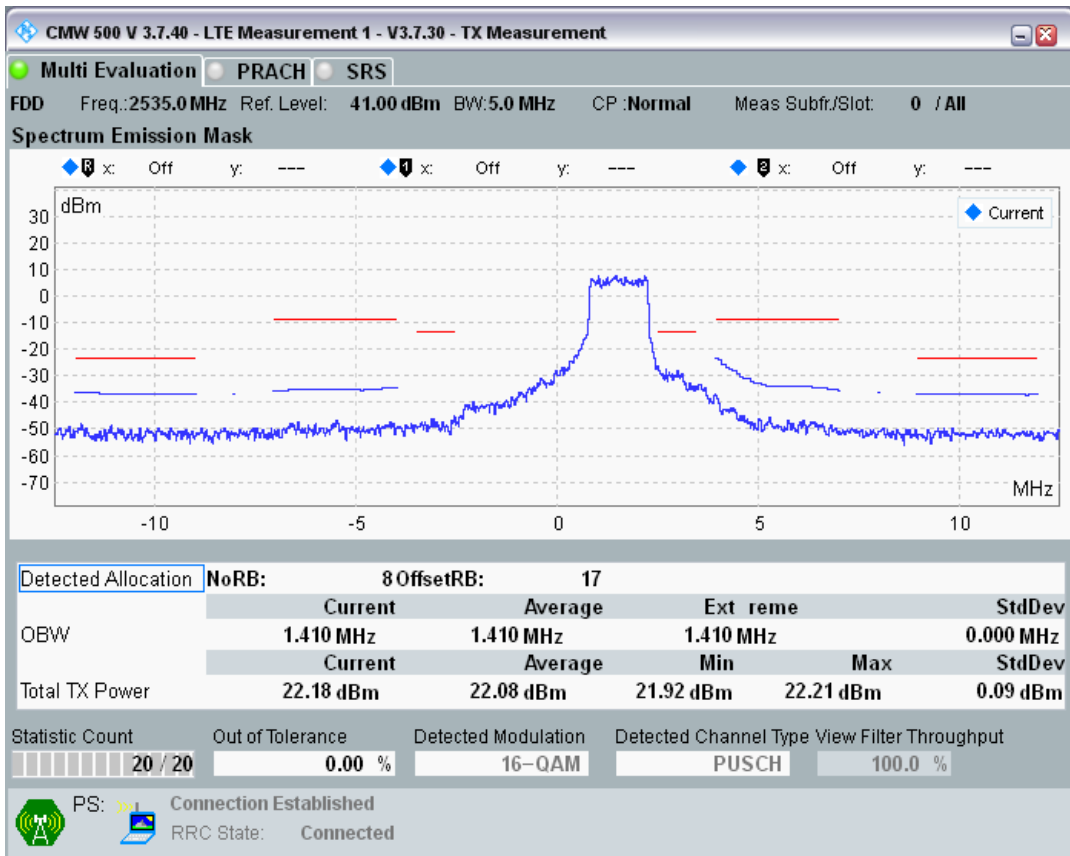 CMW 500 V 3.7.40 - LTE Measurement 1 - V3.7.30 - TX Measurement
Multi Evaluation PRACH SRS
FDD Freq.:2535.0 MHz Ref. Level: 41.00 dBm BW:5.0 MHz CP :Normal Meas Subfr./Slot: 0 / All
Spectrum Emission Mask
R x: Off y: --- 1 x: Off y: --- 2 x: Off y: ---
dBm
Current
30
20
10
0
-10
-20
-30
-40
-50
-60
-70
MHz
-10 -5 0 5 10
Detected Allocation NoRB: 8 OffsetRB: 17
Current Average Ext reme StdDev
OBW 1.410 MHz 1.410 MHz 1.410 MHz 0.000 MHz
Current Average Min Max StdDev
Total TX Power 22.18 dBm 22.08 dBm 21.92 dBm 22.21 dBm 0.09 dBm
Statistic Count Out of Tolerance Detected Modulation Detected Channel Type View Filter Throughput
20 / 20 0.00 % 16-QAM PUSCH 100.0 %
PS: Connection Established
RRC State: Connected